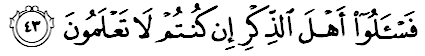 فَسْـَٔلُوٓا۟ أَهْلَ ٱلذِّكْرِ إِن كُنتُمْ لَا تَعْلَمُونَ ٤٣